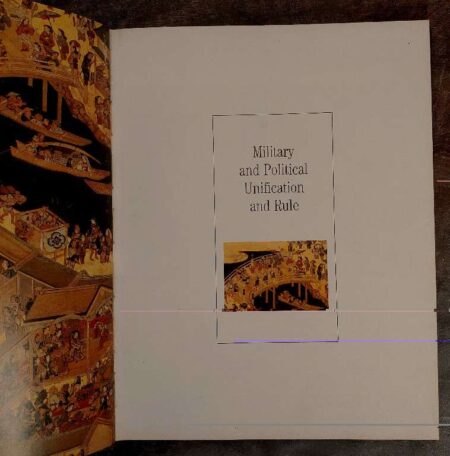 Military
and Political
Unification
and Rule